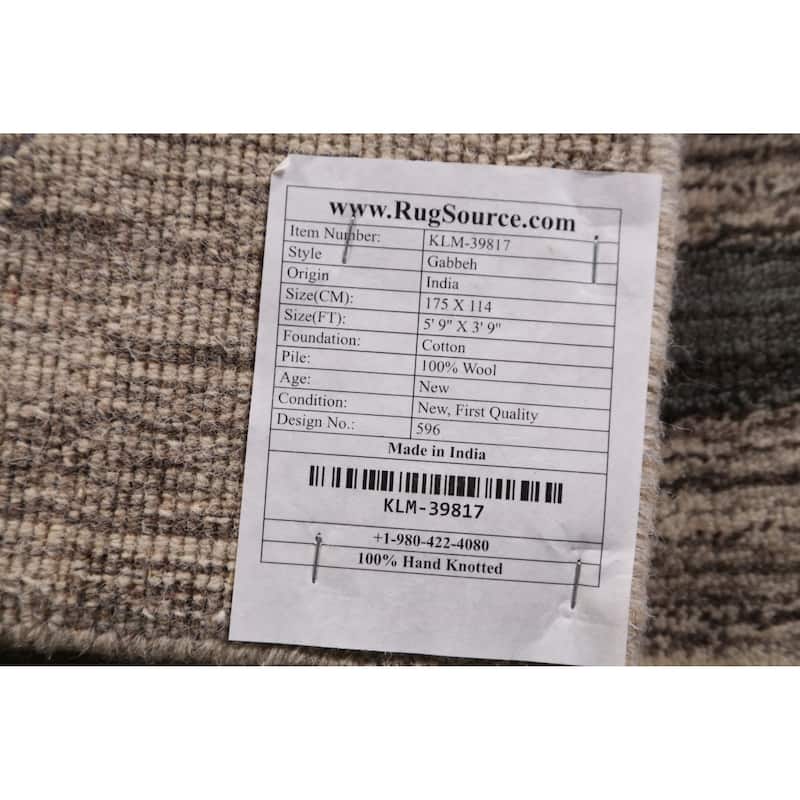 www.RugSource.com
Item Number: KLM-39817
Style Gabbeh
Origin India
Size(CM): 175 X 114
Size(FT): 5' 9" X 3' 9"
Foundation: Cotton
Pile: 100% Wool
Age: New
Condition: New, First Quality
Design No.: 596
Made in India
KLM-39817
+1-980-422-4080
100% Hand Knotted